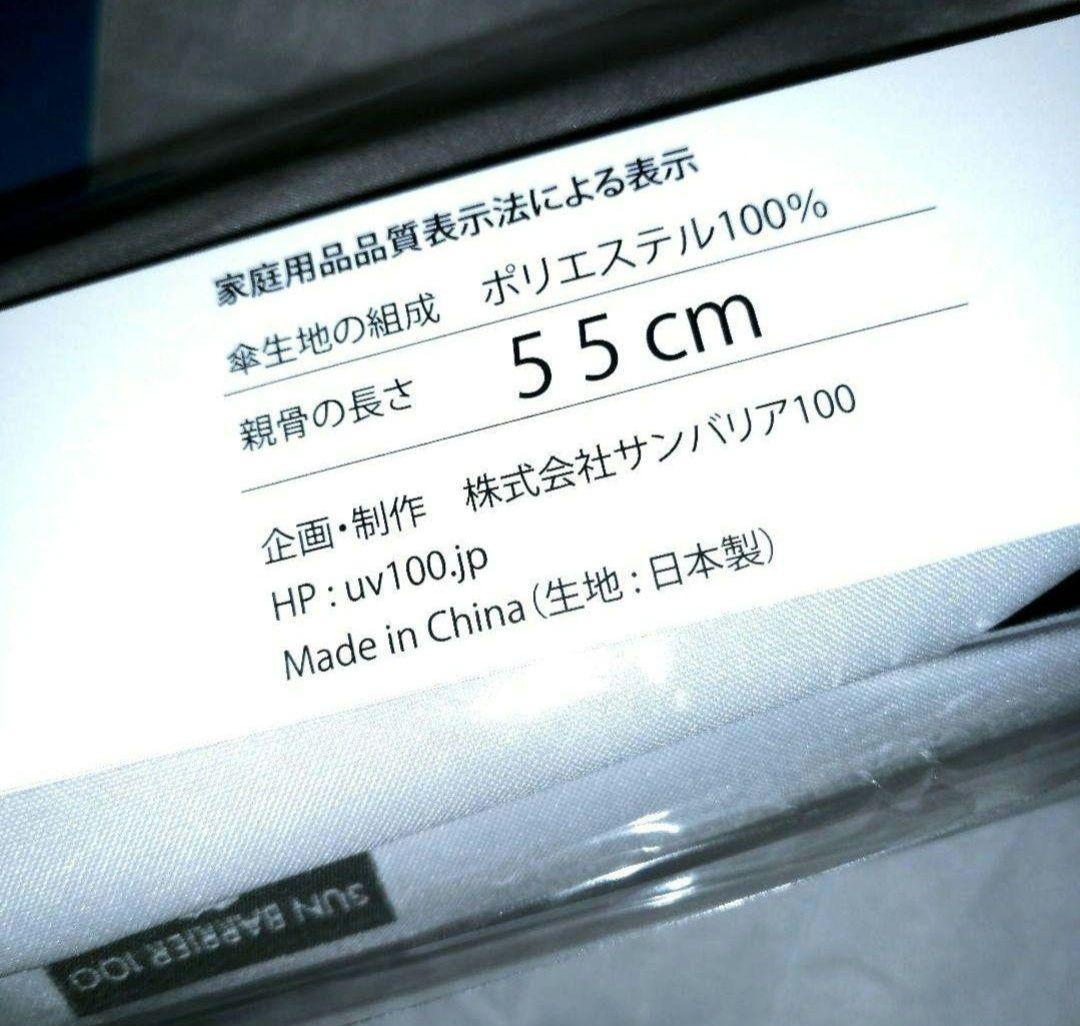 家庭用品品質表示法による表示
傘生地の組成 ポリエステル100%
親骨の長さ 55cm
企画・制作 株式会社サンバリア100
HP : uv100.jp
Made in China (生地 : 日本製)
SUN BARRIER 100